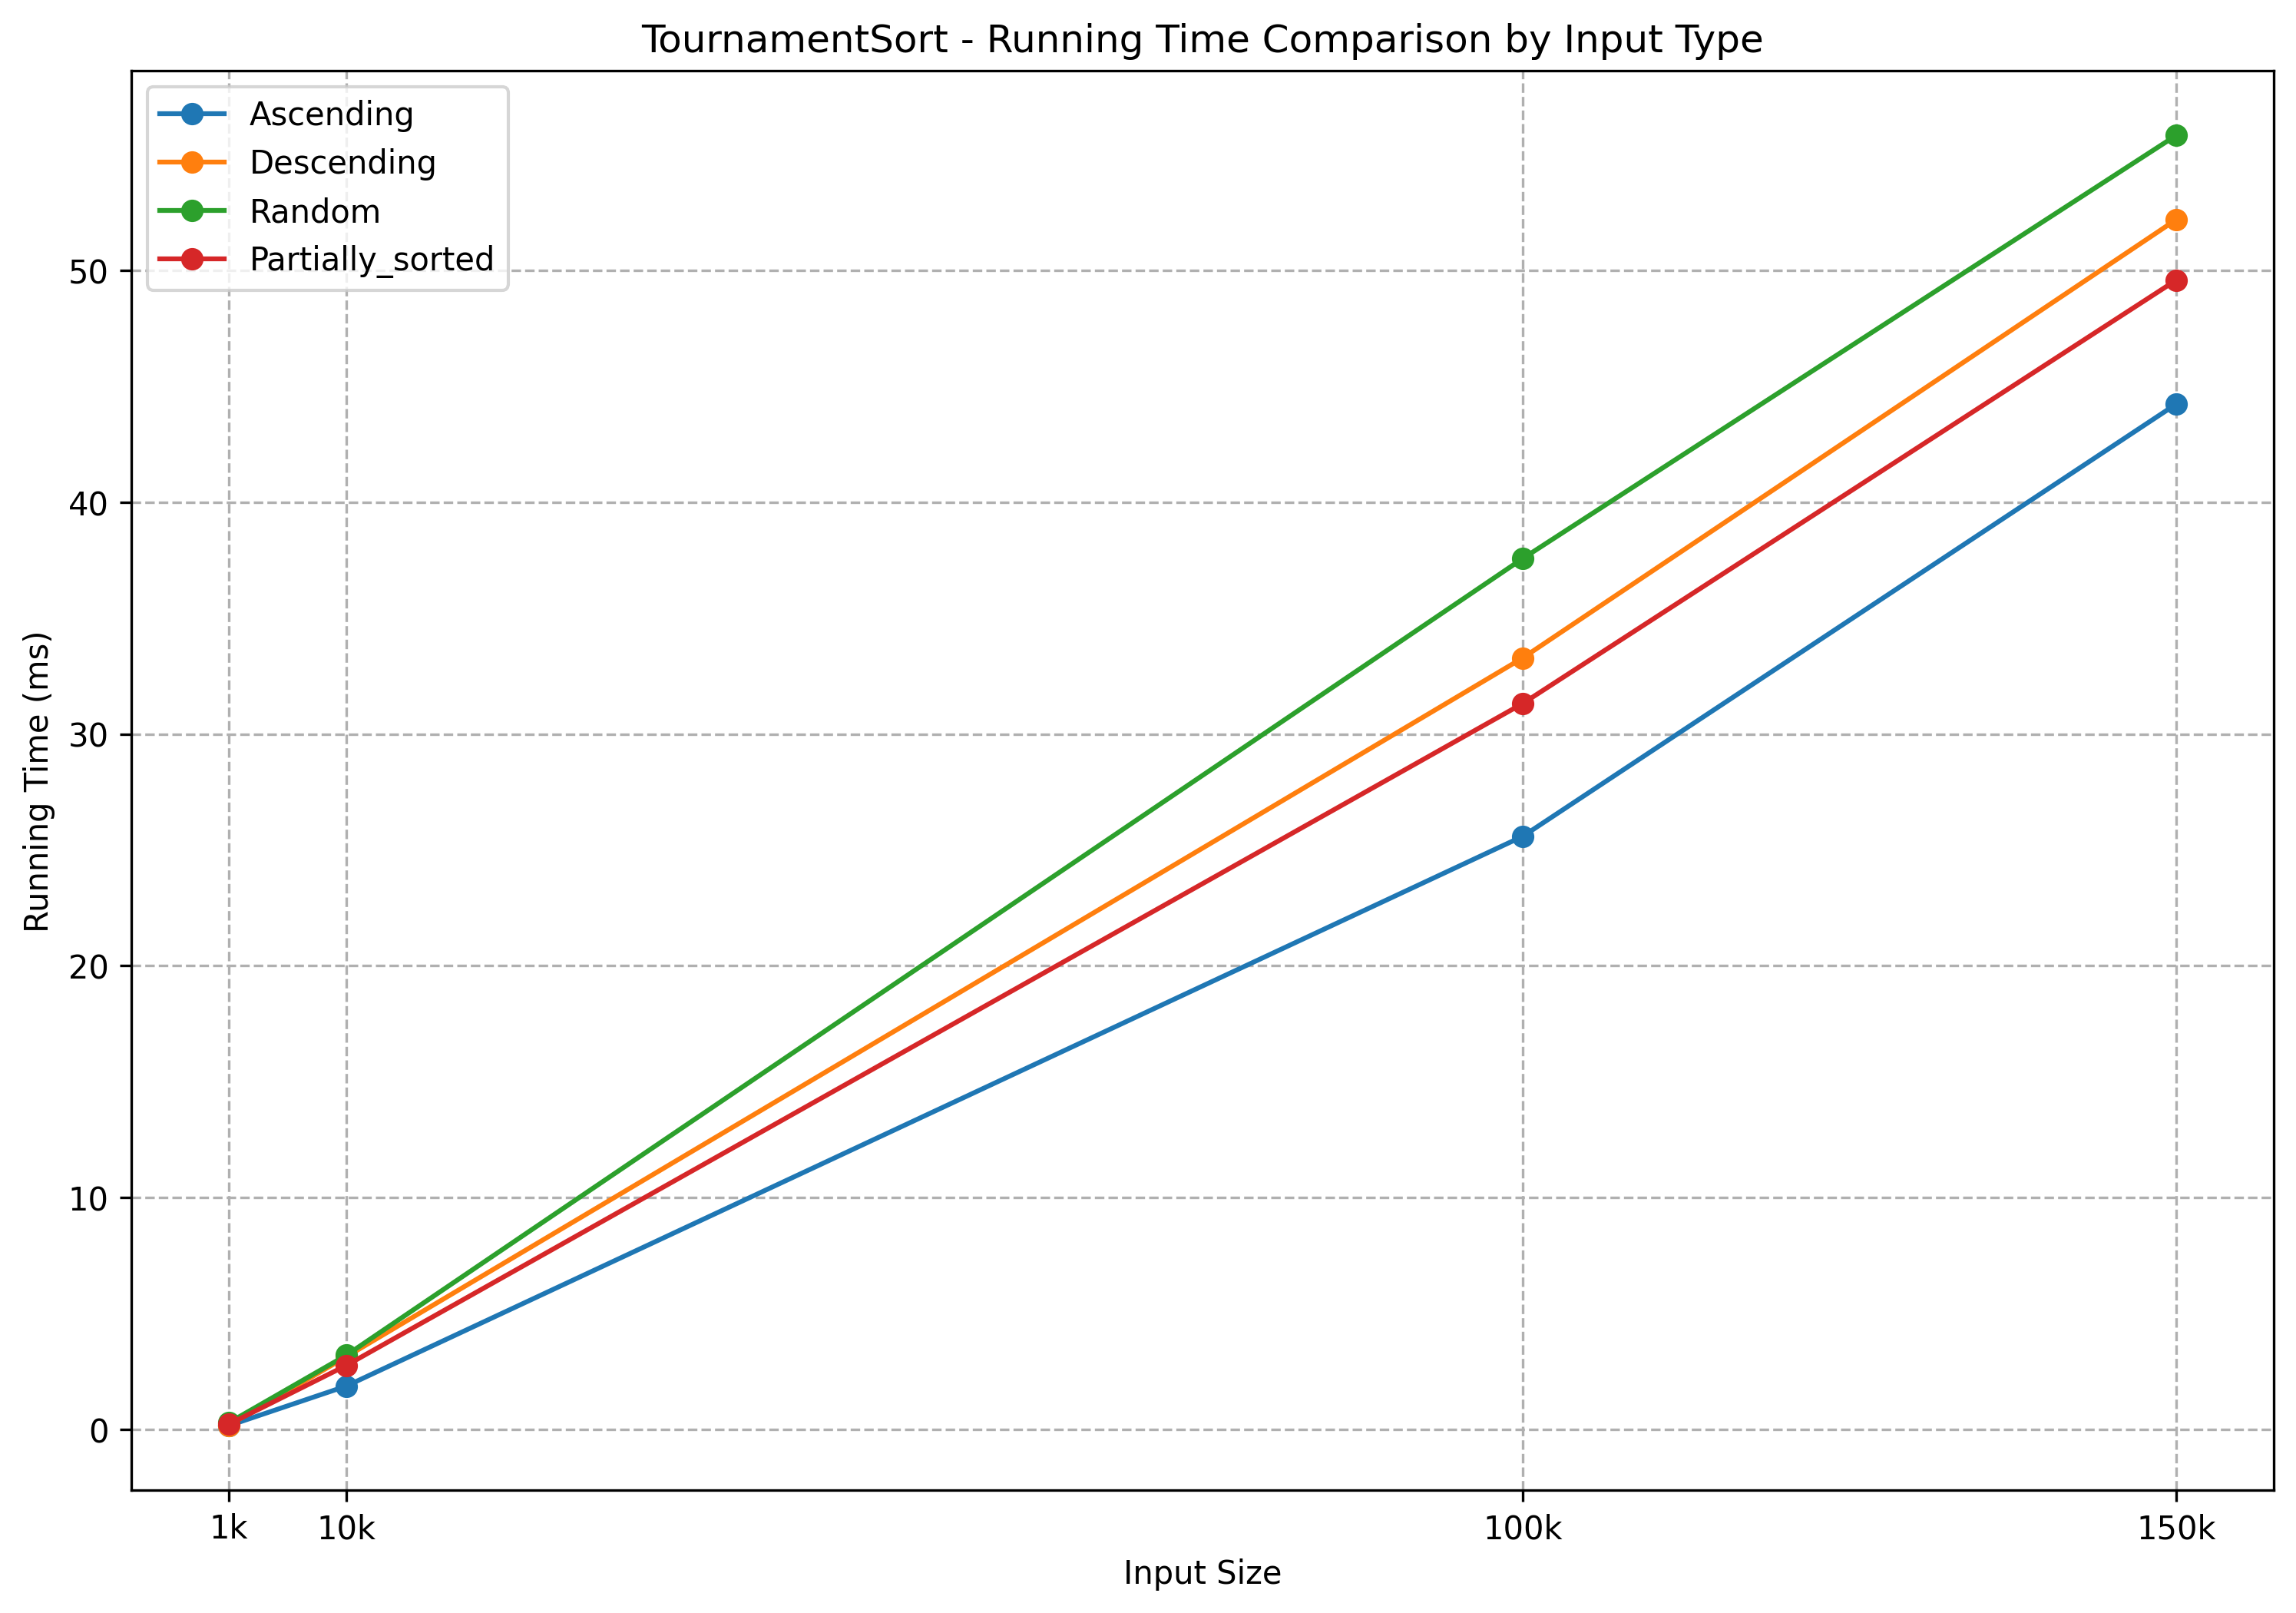 TournamentSort - Running Time Comparison by Input Type
Ascending
Descending
Random
Partially_sorted
Running Time (ms)
50
40
30
20
10
0
1k 10k 100k 150k
Input Size